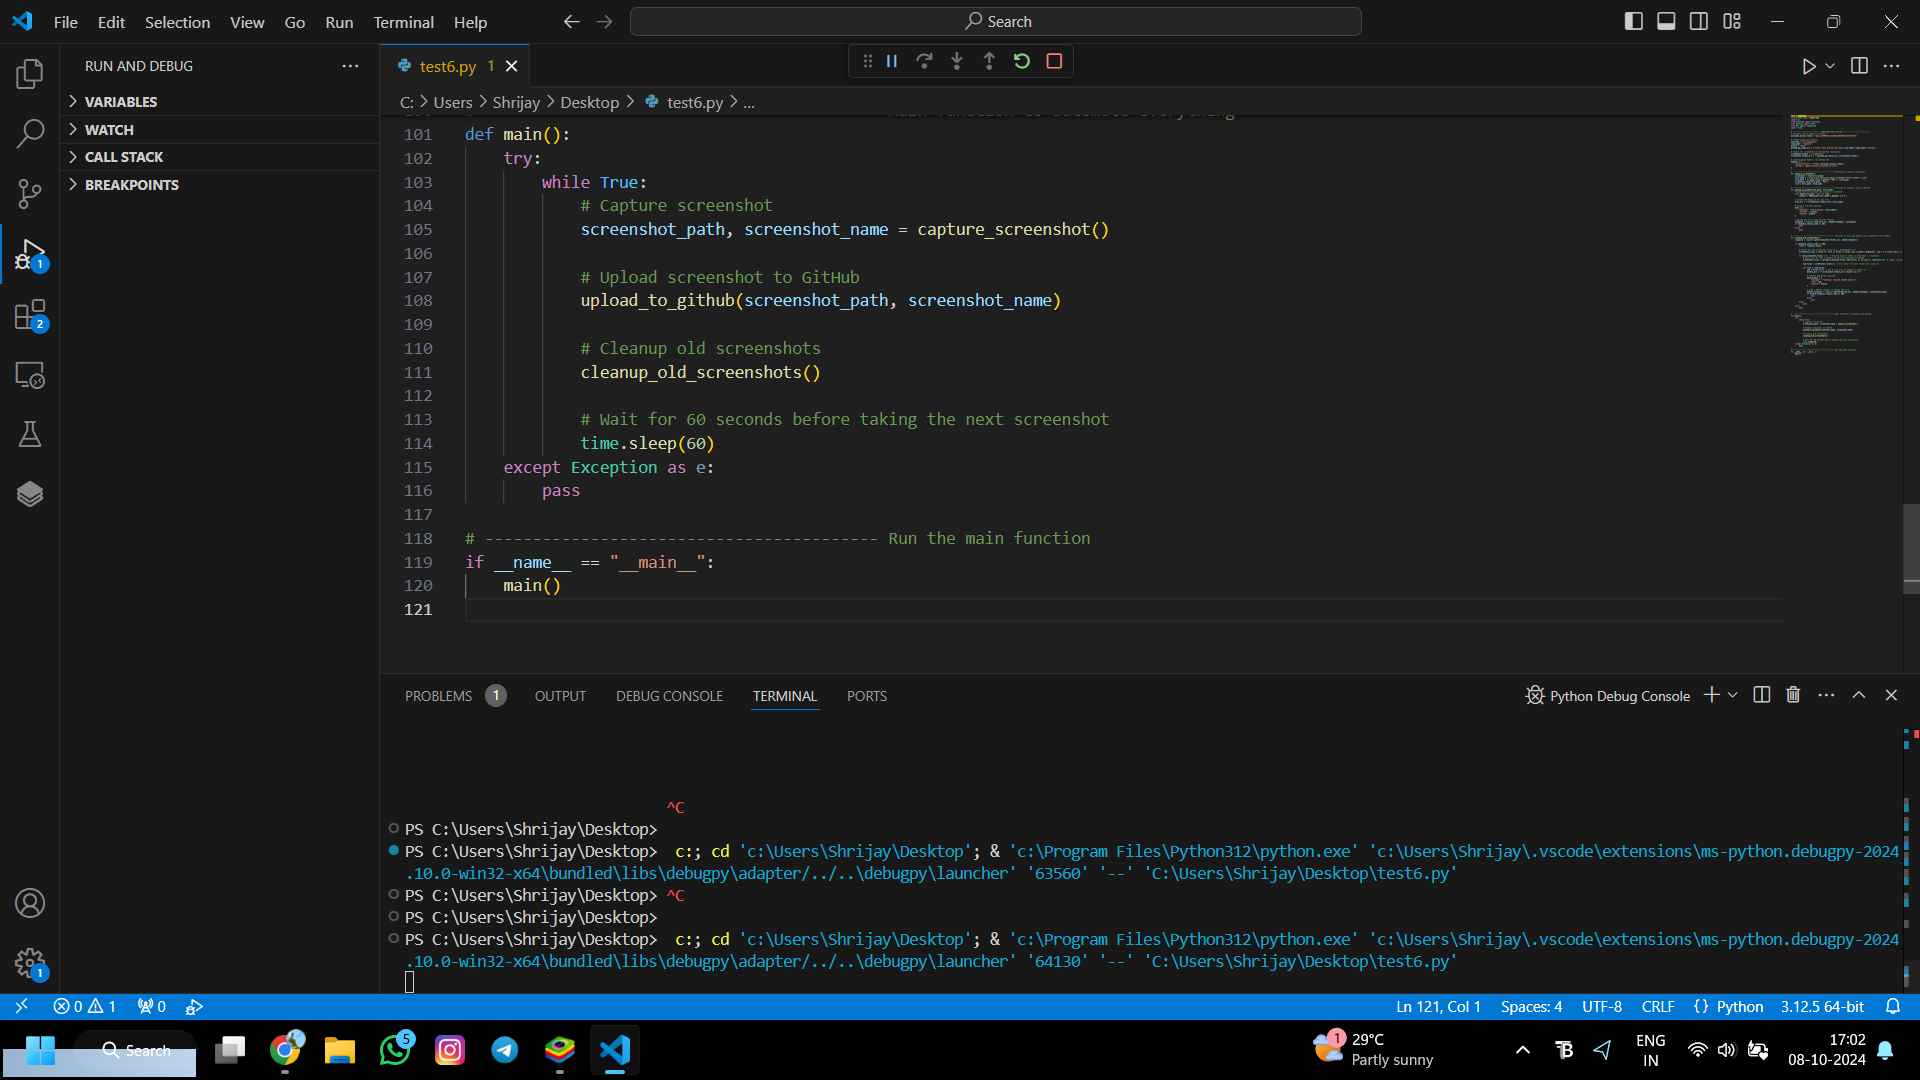 File Edit Selection View Go Run Terminal Help
Search
RUN AND DEBUG
VARIABLES
WATCH
CALL STACK
BREAKPOINTS
1
2
1
test6.py 1
C: > Users > Shrijay > Desktop > test6.py > ...
101 def main():
102 try:
103 while True:
104 # Capture screenshot
105 screenshot_path, screenshot_name = capture_screenshot()
106
107 # Upload screenshot to GitHub
108 upload_to_github(screenshot_path, screenshot_name)
109
110 # Cleanup old screenshots
111 cleanup_old_screenshots()
112
113 # Wait for 60 seconds before taking the next screenshot
114 time.sleep(60)
115 except Exception as e:
116 pass
117
118 # ----------------------------------------- Run the main function
119 if __name__ == "__main__":
120 main()
121
PROBLEMS 1 OUTPUT DEBUG CONSOLE TERMINAL PORTS
Python Debug Console
^C
PS C:\Users\Shrijay\Desktop>
PS C:\Users\Shrijay\Desktop> c:; cd 'c:\Users\Shrijay\Desktop'; & 'c:\Program Files\Python312\python.exe' 'c:\Users\Shrijay\.vscode\extensions\ms-python.debugpy-2024
.10.0-win32-x64\bundled\libs\debugpy\adapter/../..\debugpy\launcher' '63560' '--' 'C:\Users\Shrijay\Desktop\test6.py'
PS C:\Users\Shrijay\Desktop> ^C
PS C:\Users\Shrijay\Desktop>
PS C:\Users\Shrijay\Desktop> c:; cd 'c:\Users\Shrijay\Desktop'; & 'c:\Program Files\Python312\python.exe' 'c:\Users\Shrijay\.vscode\extensions\ms-python.debugpy-2024
.10.0-win32-x64\bundled\libs\debugpy\adapter/../..\debugpy\launcher' '64130' '--' 'C:\Users\Shrijay\Desktop\test6.py'
0 1 0
Ln 121, Col 1 Spaces: 4 UTF-8 CRLF {} Python 3.12.5 64-bit
Search
5
1
29°C
Partly sunny
ENG
IN
17:02
08-10-2024